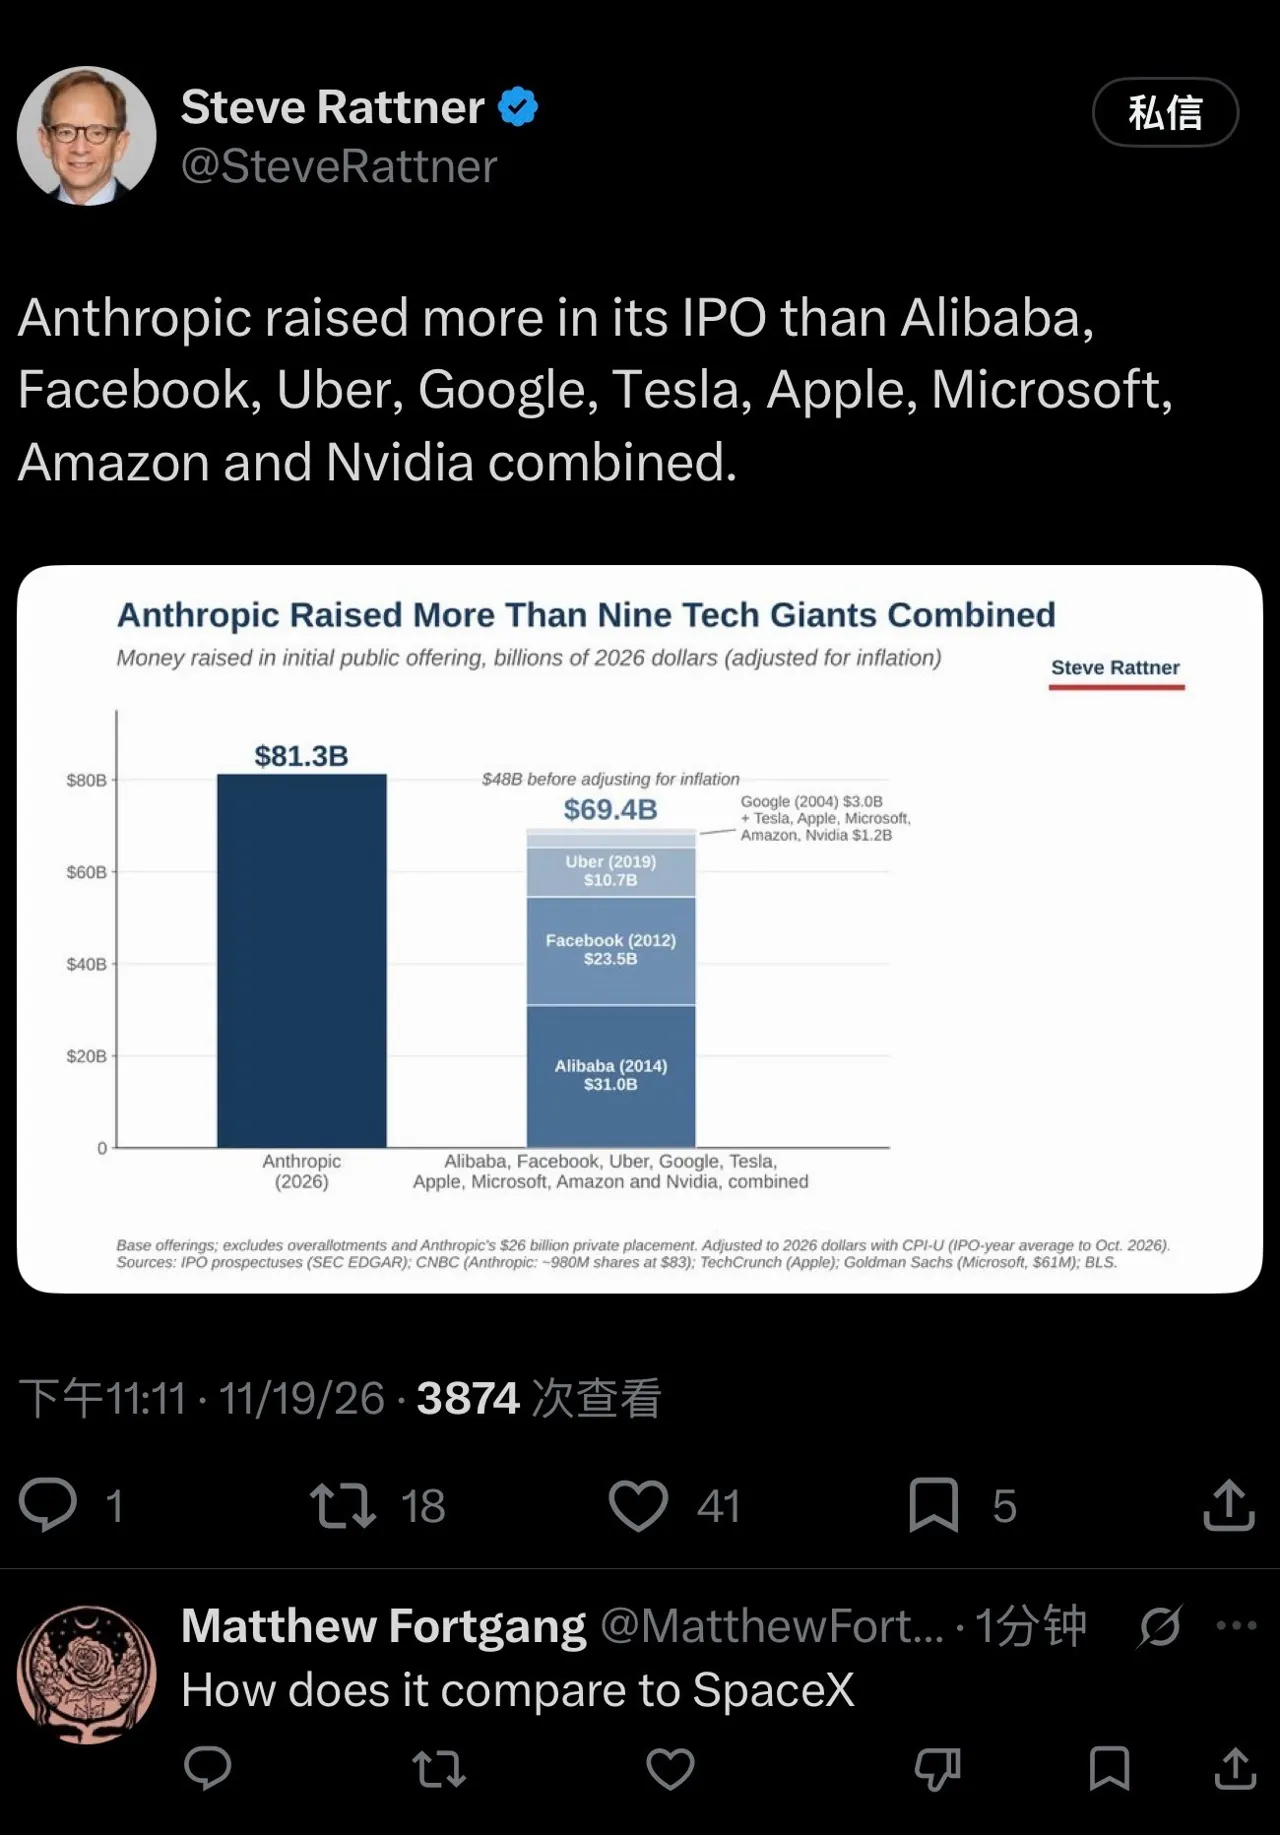 Steve Rattner
私信
@SteveRattner
Anthropic raised more in its IPO than Alibaba,
Facebook, Uber, Google, Tesla, Apple, Microsoft,
Amazon and Nvidia combined.
Anthropic Raised More Than Nine Tech Giants Combined
Money raised in initial public offering, billions of 2026 dollars (adjusted for inflation)
Steve Rattner
$81.3B
$48B before adjusting for inflation
$69.4B
Google (2004) $3.0B
+ Tesla, Apple, Microsoft,
Amazon, Nvidia $1.2B
$80B
$60B
$40B
$20B
0
Uber (2019)
$10.7B
Facebook (2012)
$23.5B
Alibaba (2014)
$31.0B
Anthropic
(2026)
Alibaba, Facebook, Uber, Google, Tesla,
Apple, Microsoft, Amazon and Nvidia, combined
Base offerings; excludes overallotments and Anthropic's $26 billion private placement. Adjusted to 2026 dollars with CPI-U (IPO-year average to Oct. 2026).
Sources: IPO prospectuses (SEC EDGAR); CNBC (Anthropic: ~980M shares at $83); TechCrunch (Apple); Goldman Sachs (Microsoft, $61M); BLS.
下午11:11 · 11/19/26 · 3874 次查看
1 18 41 5
Matthew Fortgang @MatthewFort... · 1分钟
How does it compare to SpaceX